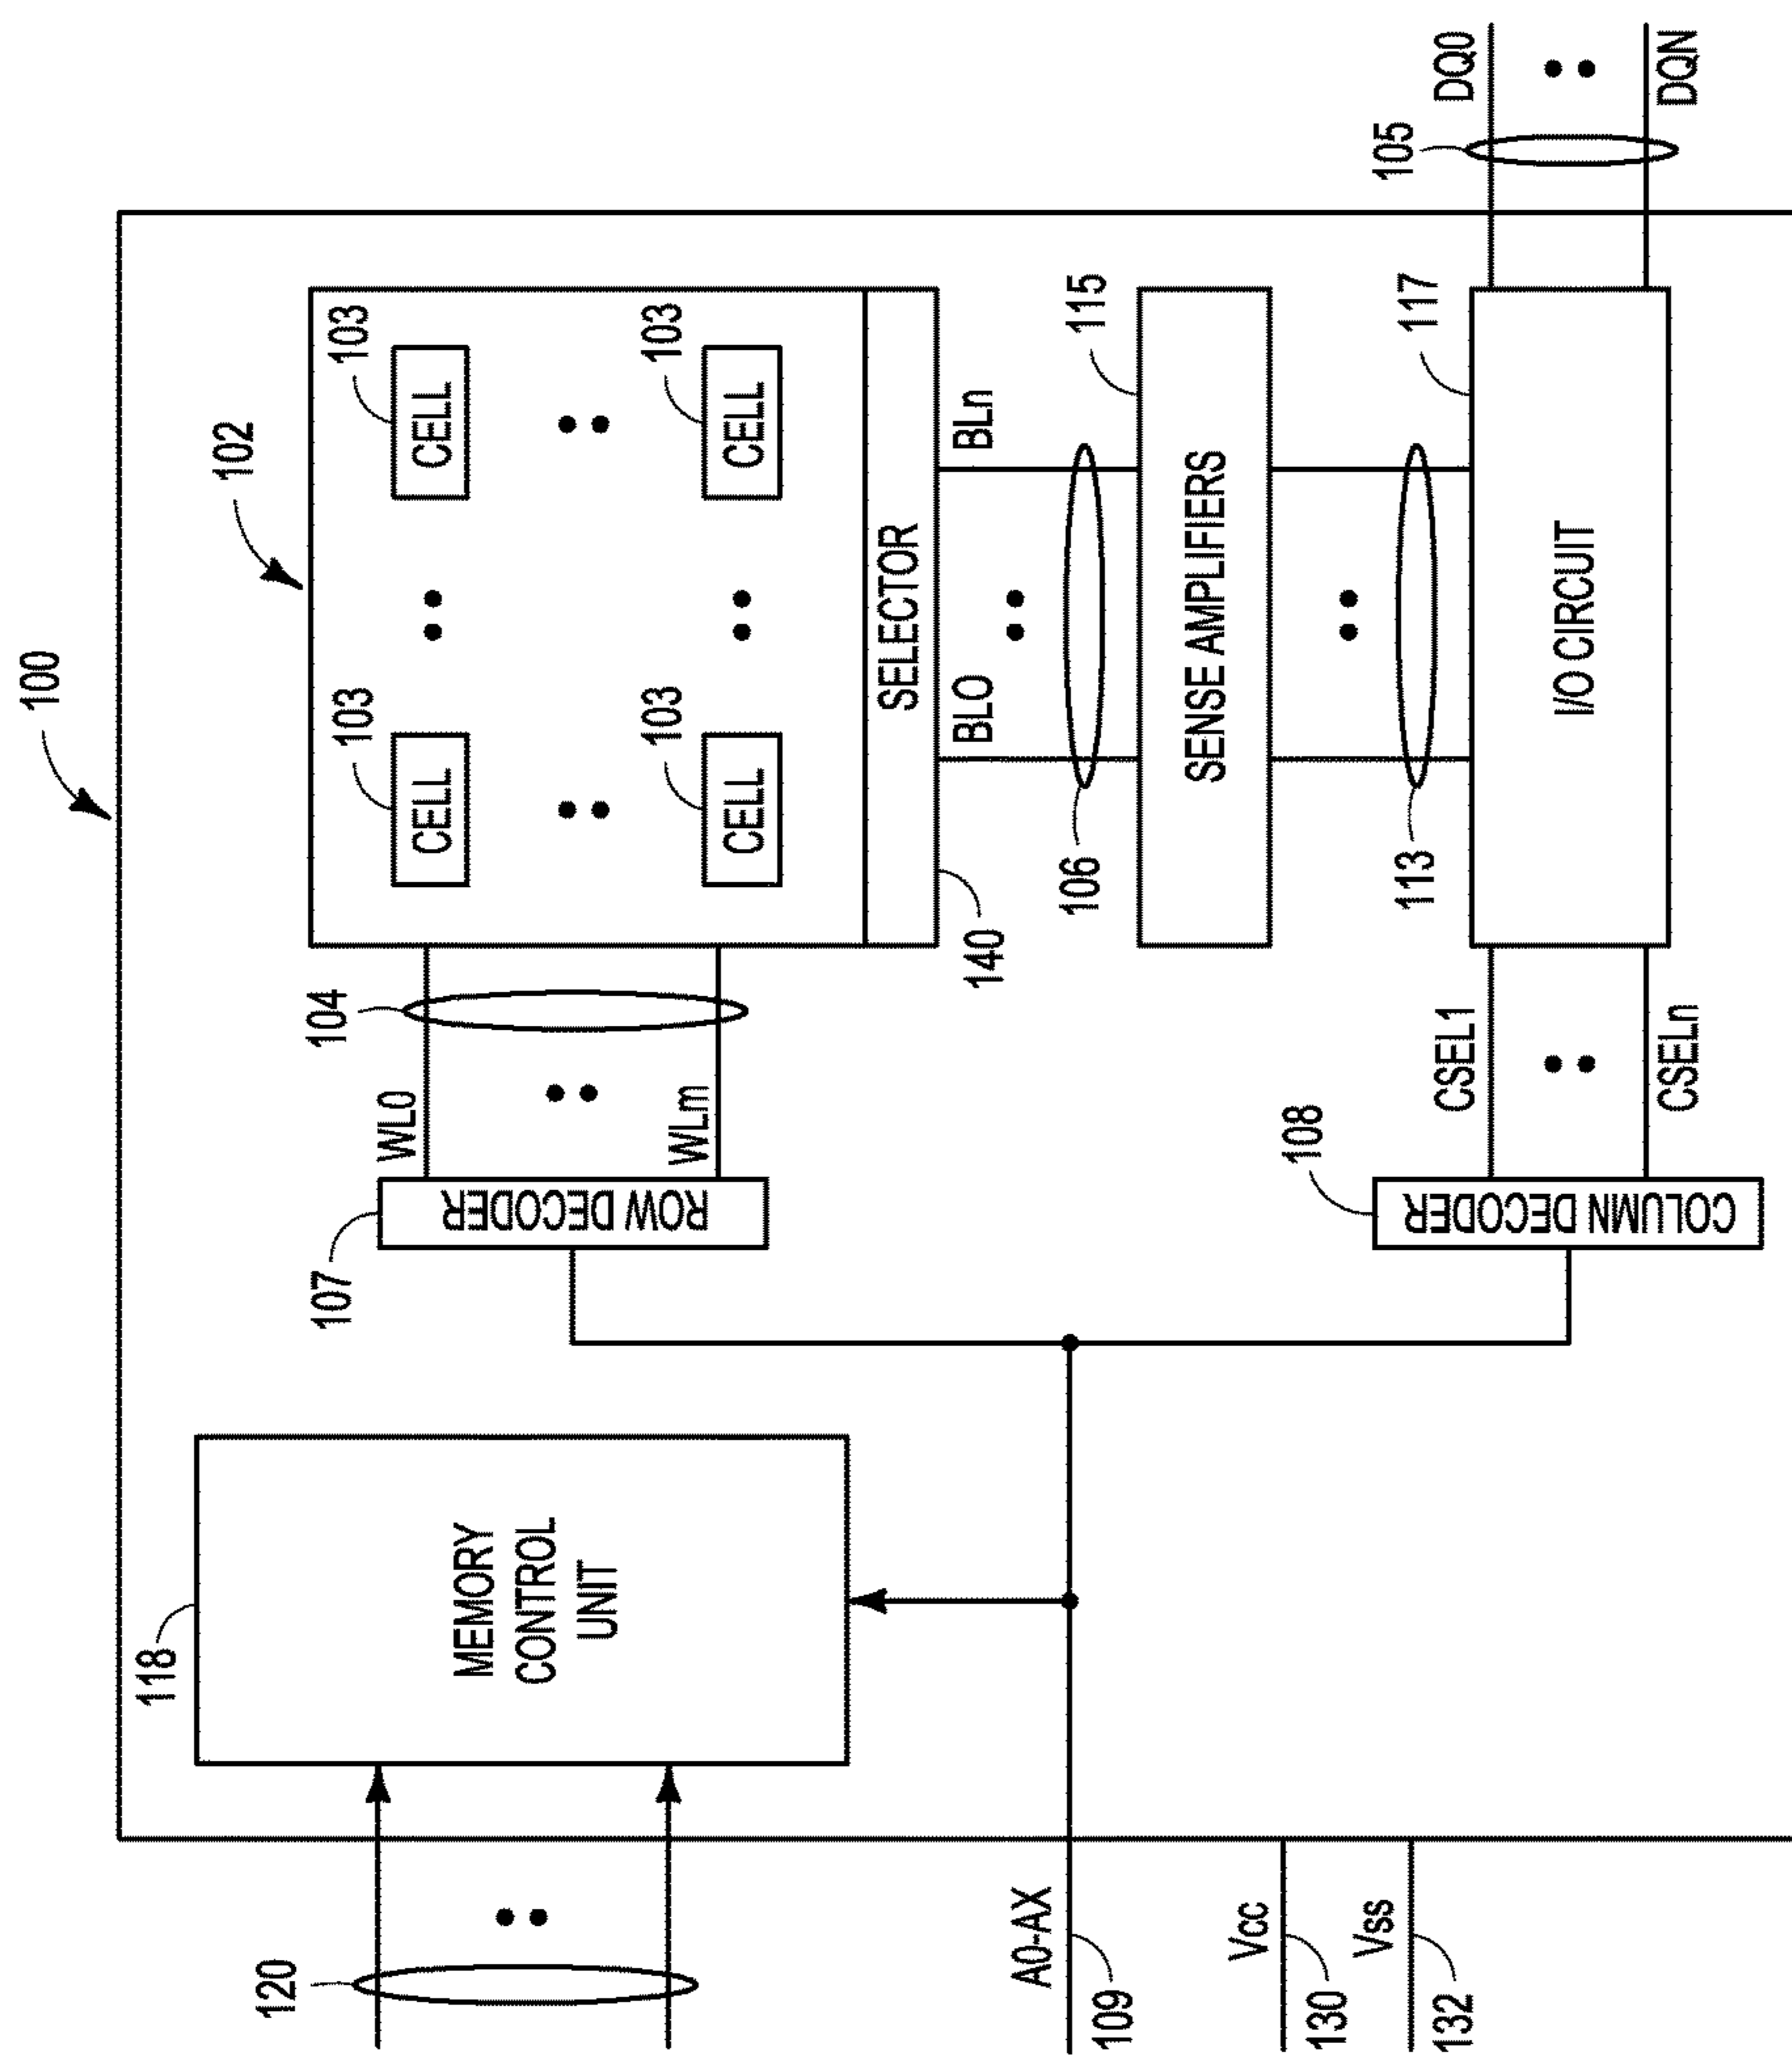 100
102
103
CELL
103
CELL
103
CELL
103
CELL
SELECTOR
140
104
WL0
WLm
107
ROW DECODER
118
MEMORY
CONTROL
UNIT
120
BLO
BLn
106
115
SENSE AMPLIFIERS
113
117
I/O CIRCUIT
105
DQ0
DQN
CSEL1
CSELn
108
COLUMN DECODER
A0-AX
109
Vcc
130
Vss
132